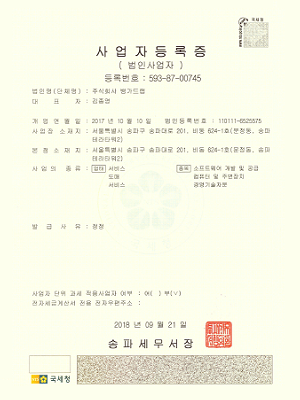 국세청
사 업 자 등 록 증
( 법인사업자 )
등록번호 : 593-87-00745
법인명(단체명) : 주식회사
대 표 자 :
개 업 연 월 일 : 2017 년 10 월 10 일 법인등록번호 : 110111-6525575
사업장 소재지 : 서울특별시 송파구 송파대로 201, 비동 624-1호(문정동, 송파
테라타워2)
본 점 소 재 지 : 서울특별시 송파구 송파대로 201, 비동 624-1호(문정동, 송파
테라타워2)
사 업 의 종 류 : 업태 서비스 종목 소프트웨어 개발 및 공급
도매 컴퓨터 및 주변장치
서비스 경영기술자문
발 급 사 유 : 정정
사업자 단위 과세 적용사업자 여부 : 여( ) 부(∨)
전자세금계산서 전용 전자우편주소 :
2018 년 09 월 21 일
송 파 세 무 서 장
국세청